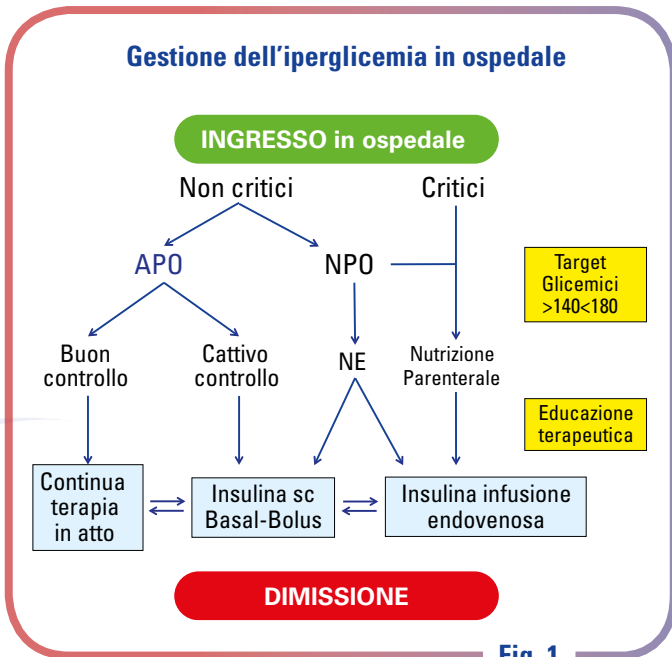 Gestione dell'iperglicemia in ospedale
INGRESSO in ospedale
Non critici
Critici
APO
NPO
Target
Glicemici
>140<180
Buon
controllo
Cattivo
controllo
NE
Nutrizione
Parenterale
Educazione
terapeutica
Continua
terapia
in atto
Insulina sc
Basal-Bolus
Insulina infusione
endovenosa
DIMISSIONE
Fig. 1